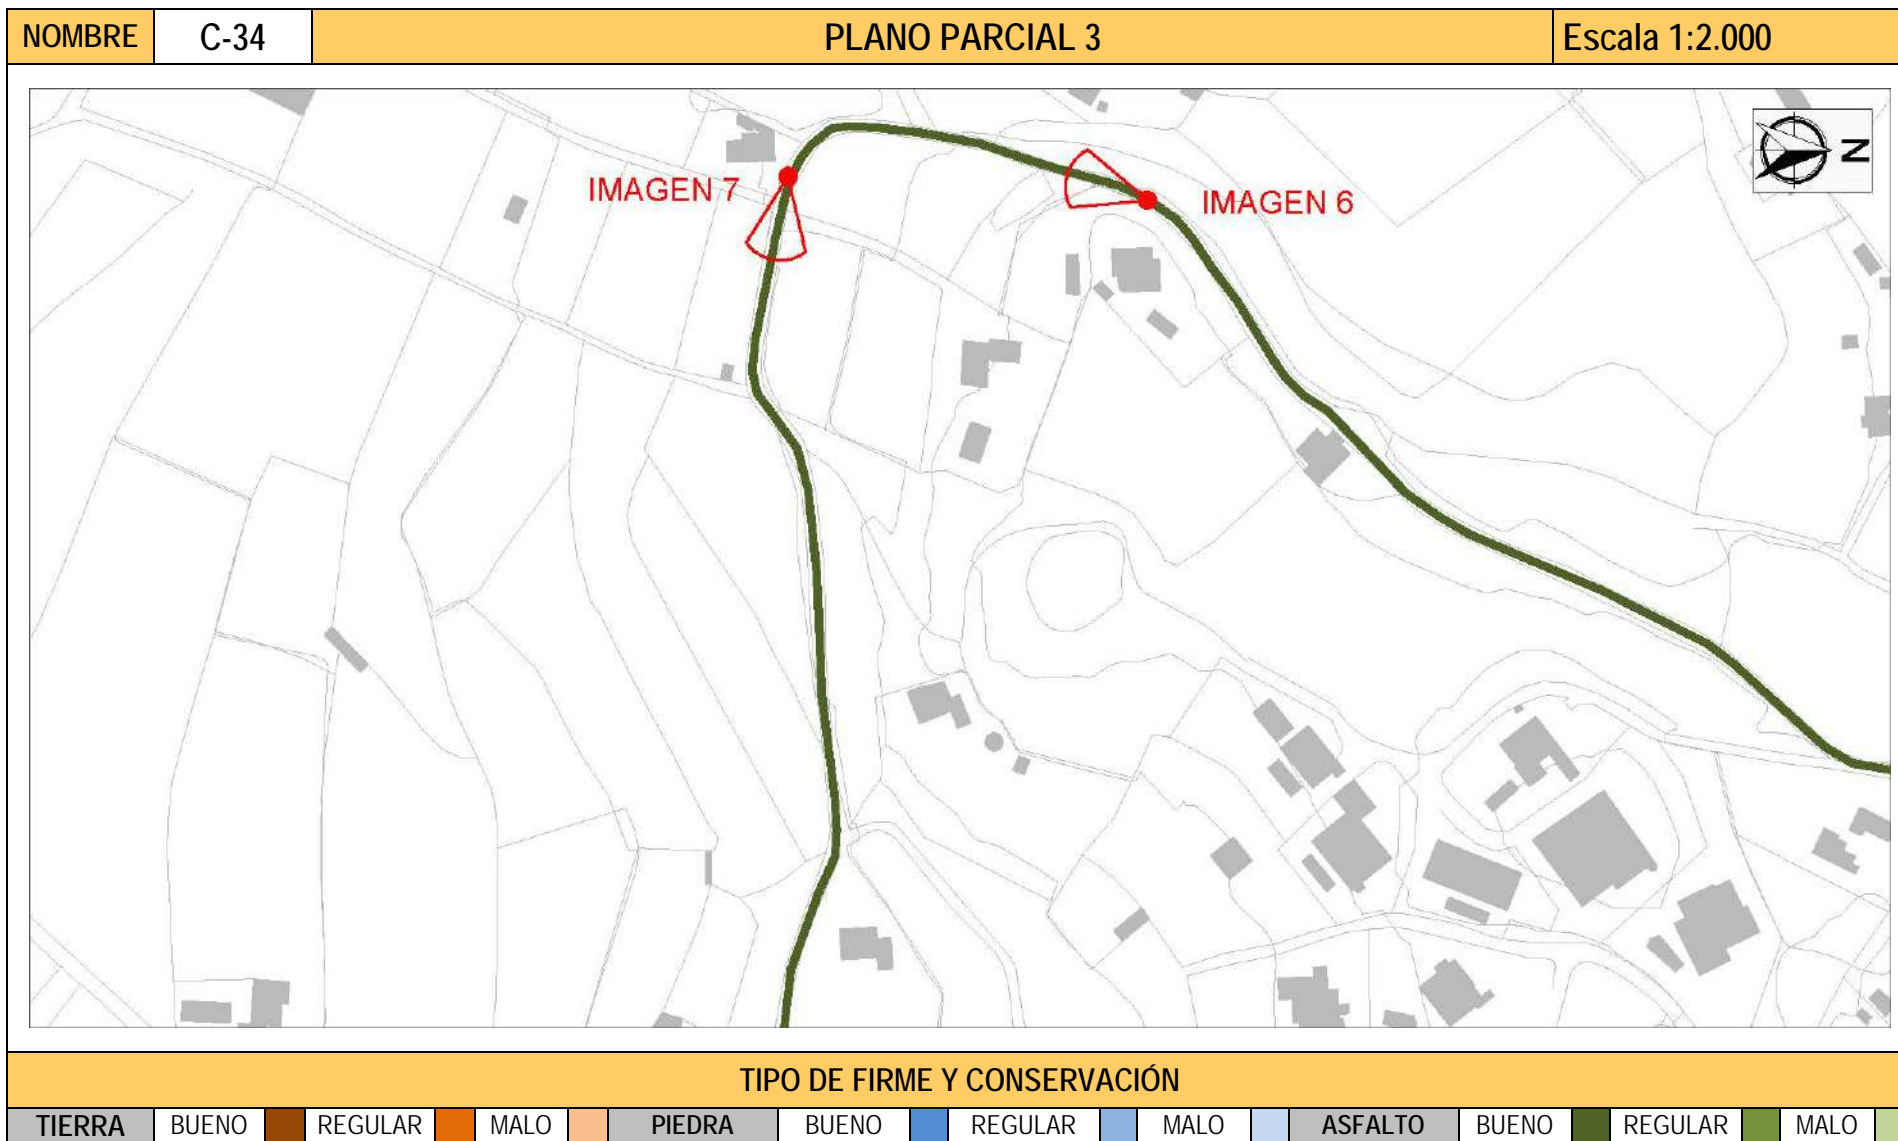 NOMBRE C-34 PLANO PARCIAL 3 Escala 1:2.000
N
IMAGEN 7
IMAGEN 6
TIPO DE FIRME Y CONSERVACIÓN
TIERRA BUENO REGULAR MALO PIEDRA BUENO REGULAR MALO ASFALTO BUENO REGULAR MALO